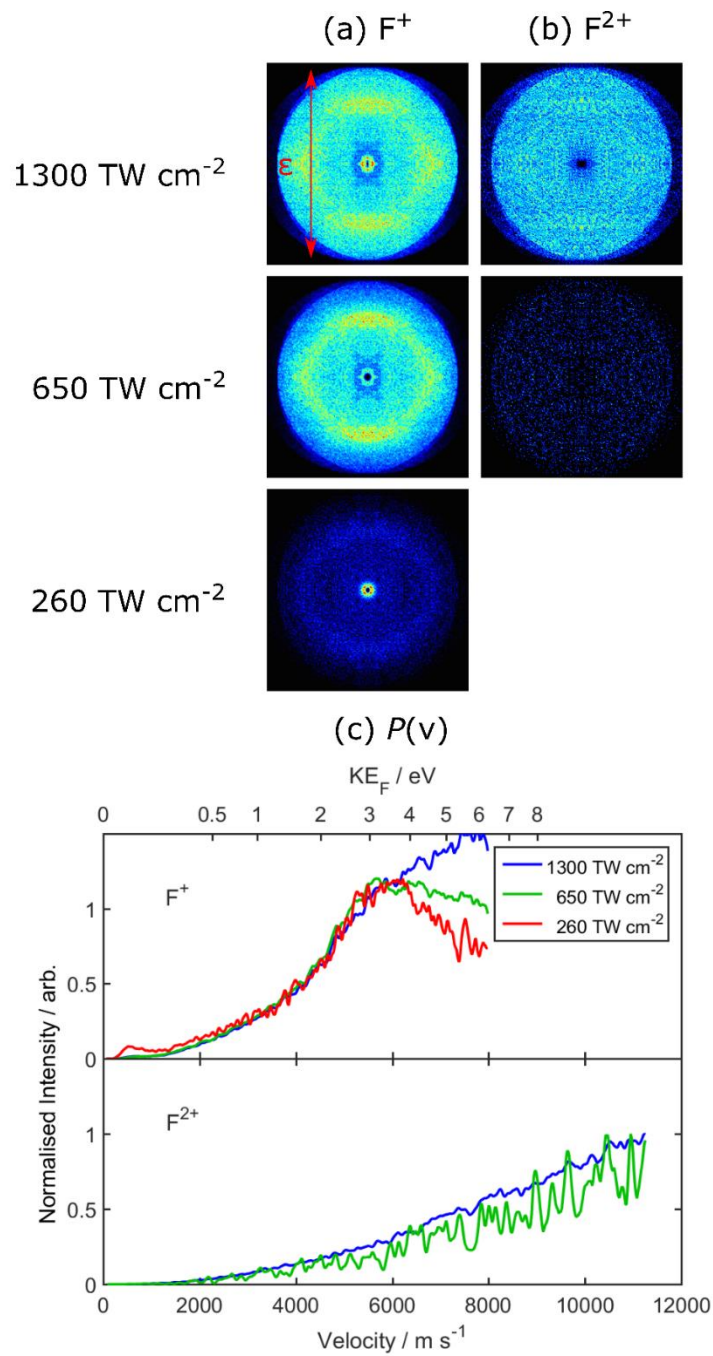 (a) F⁺ (b) F²⁺
1300 TW cm⁻²
ε
650 TW cm⁻²
260 TW cm⁻²
(c) P(v)
KE_F / eV
0 0.5 1 2 3 4 5 6 7 8
F⁺
1300 TW cm⁻²
650 TW cm⁻²
260 TW cm⁻²
1
0.5
0
Normalised Intensity / arb.
F²⁺
1
0.5
0
0 2000 4000 6000 8000 10000 12000
Velocity / m s⁻¹